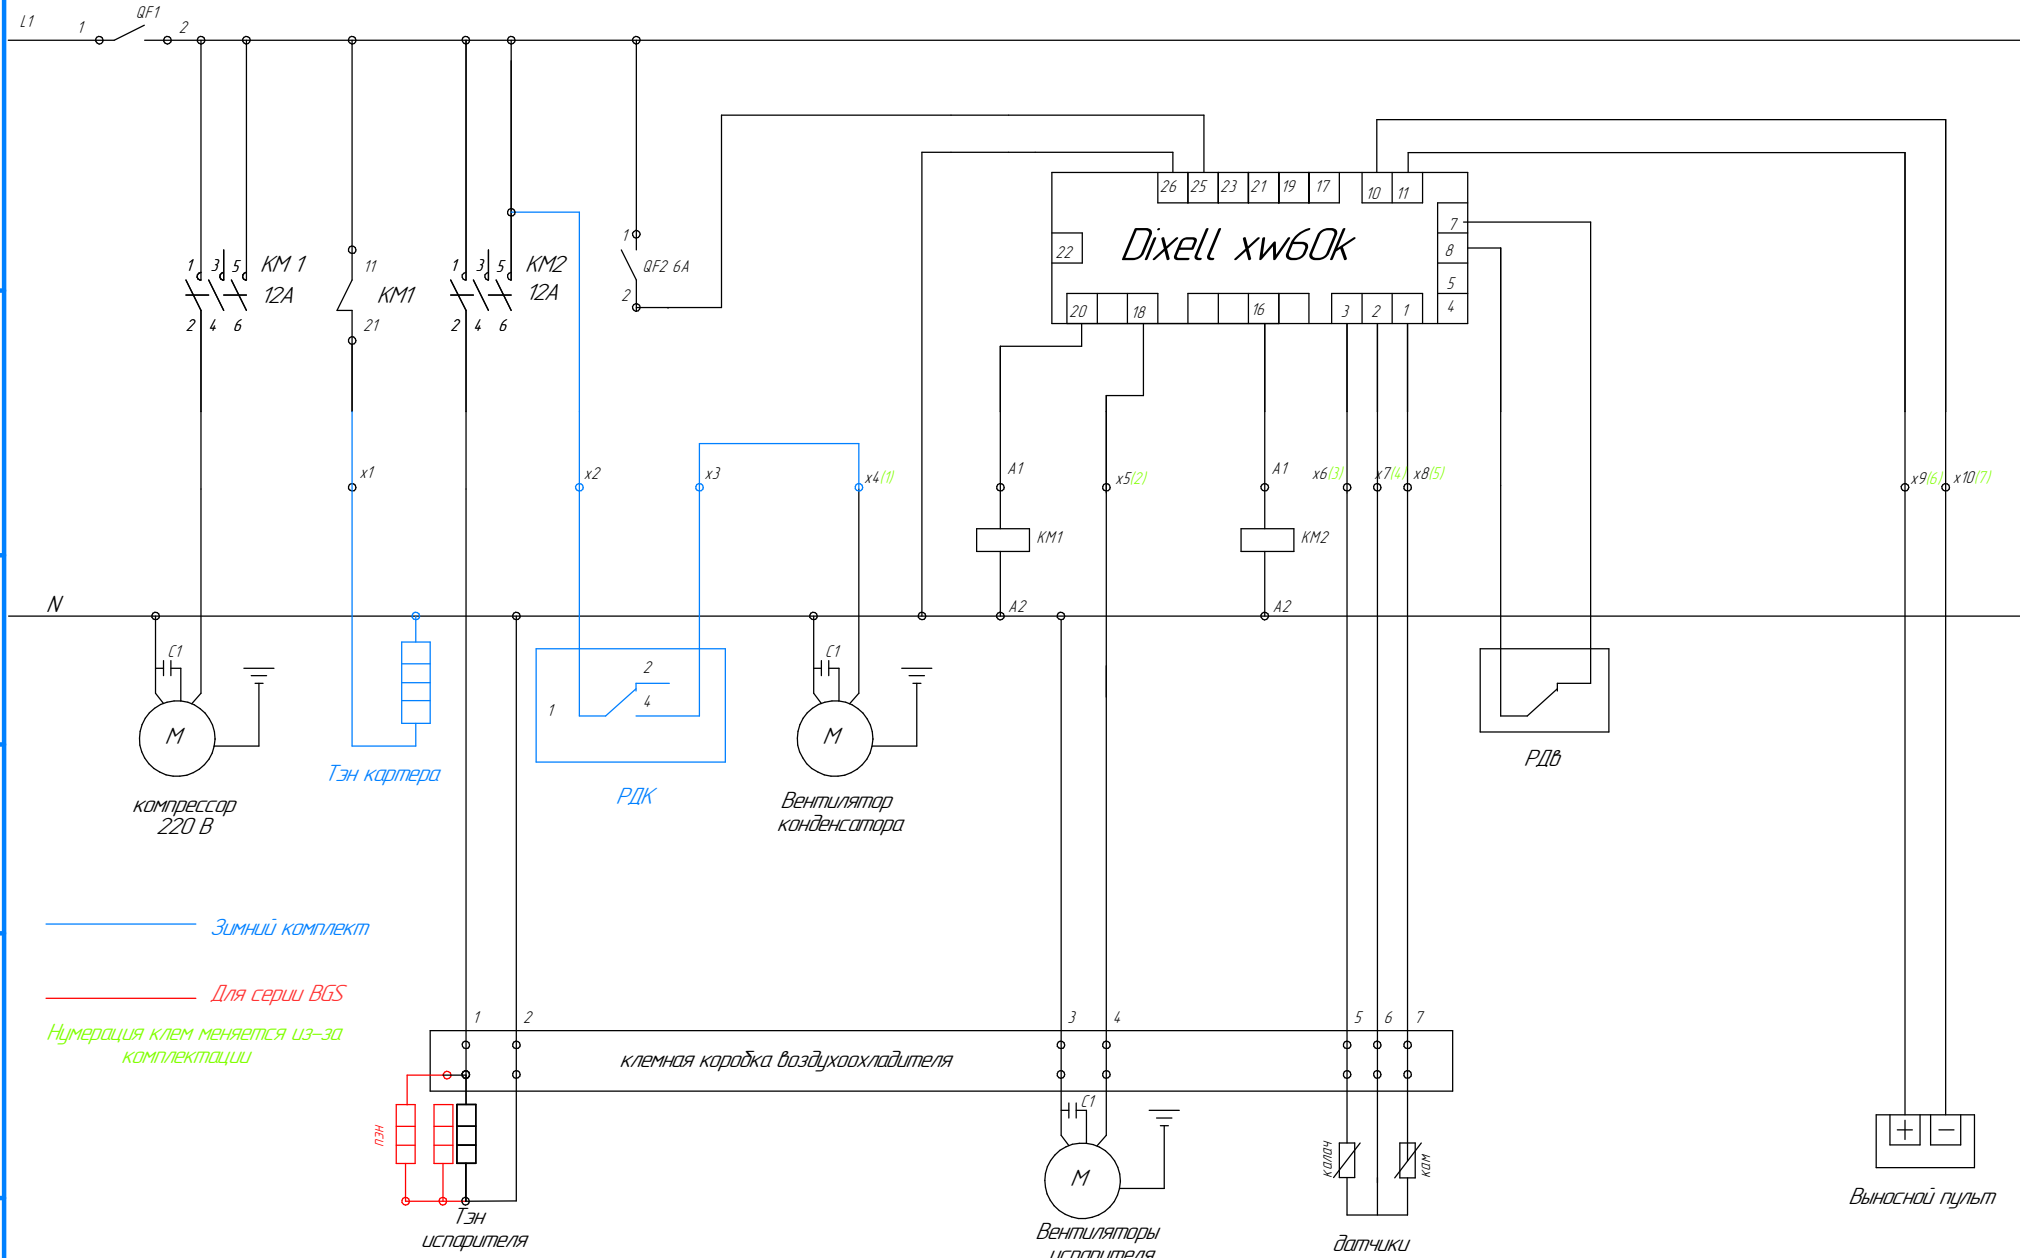 L1
1
QF1
2
26
25
23
21
19
17
10
11
7
8
5
4
22
Dixell xw60k
20
18
16
3
2
1
1
3
5
KM 1
12A
2
4
6
11
KM1
21
1
3
5
KM2
12A
2
4
6
1
QF2 6A
2
x1
x2
x3
x4(1)
A1
x5(2)
A1
x6(3)
x7(4)
x8(5)
x9(6)
x10(7)
KM1
KM2
N
A2
A2
C1
M
компрессор
220 В
Тэн картера
1
2
4
РДК
C1
M
Вентилятор
конденсатора
РДв
Зимний комплект
Для серии BGS
Нумерация клем меняется из-за
комплектации
1
2
3
4
5
6
7
клемная коробка воздухоохладителя
пэн
Тэн
испарителя
C1
M
Вентиляторы
испарителя
калач
кам
датчики
+
−
Выносной пульт